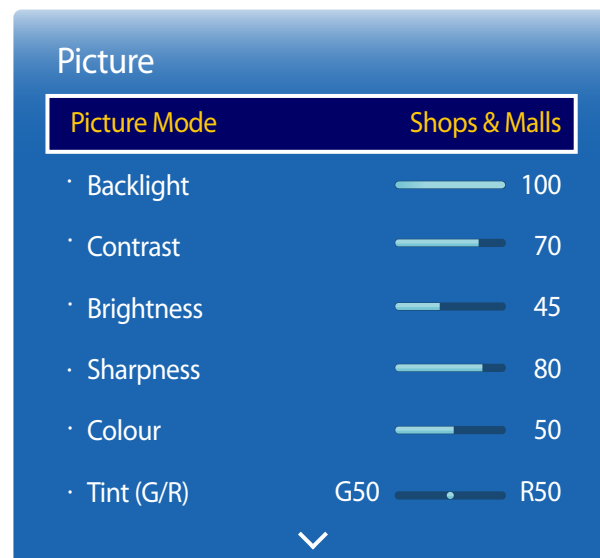 Picture
Picture Mode Shops & Malls
· Backlight 100
· Contrast 70
· Brightness 45
· Sharpness 80
· Colour 50
· Tint (G/R) G50 R50